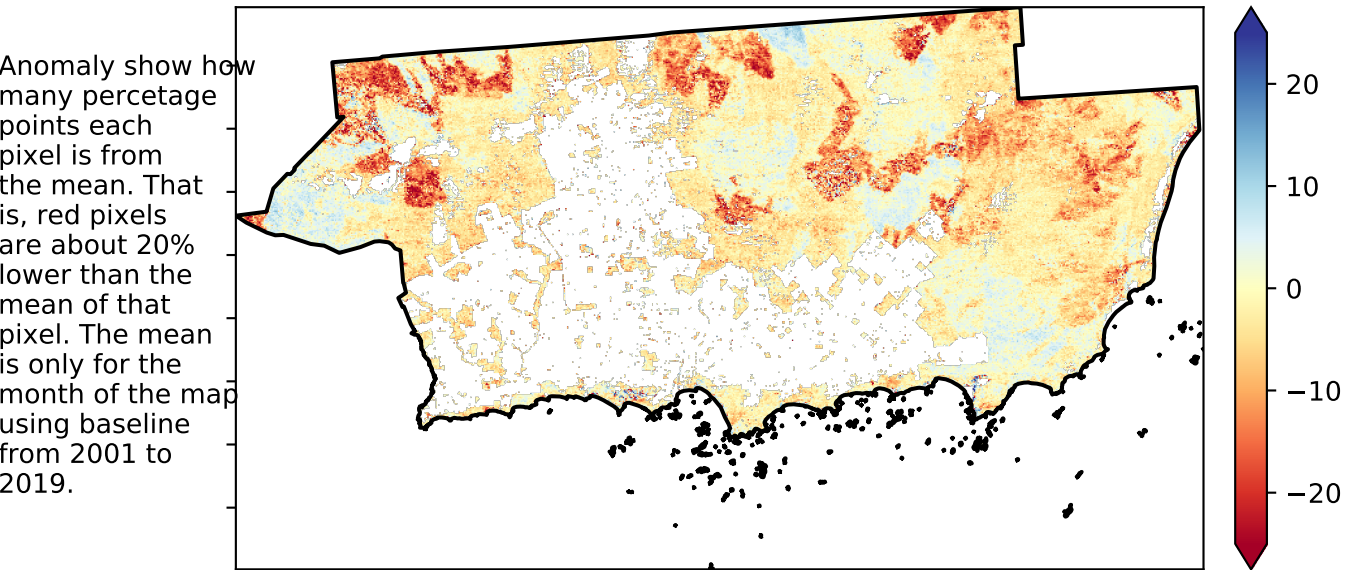 Anomaly show how
many percetage
points each
pixel is from
the mean. That
is, red pixels
are about 20%
lower than the
mean of that
pixel. The mean
is only for the
month of the map
using baseline
from 2001 to
2019.
20
10
0
−10
−20